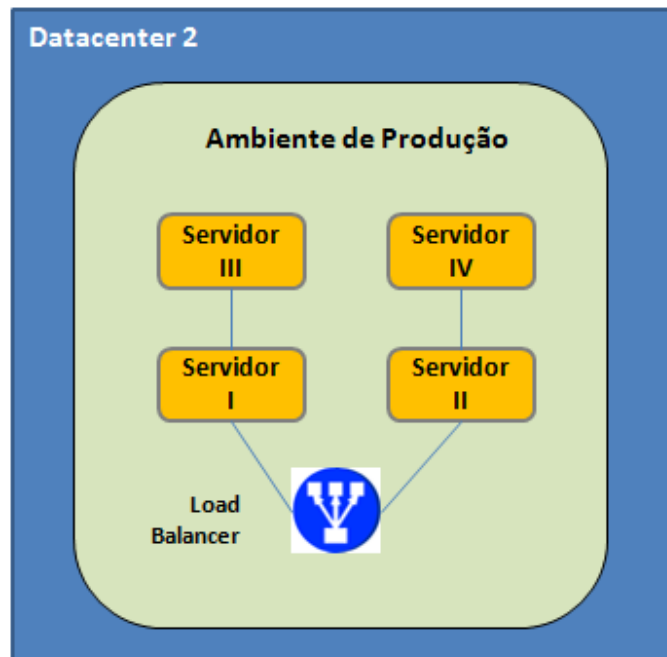 Datacenter 2
Ambiente de Produção
Servidor
III
Servidor
IV
Servidor
I
Servidor
II
Load
Balancer